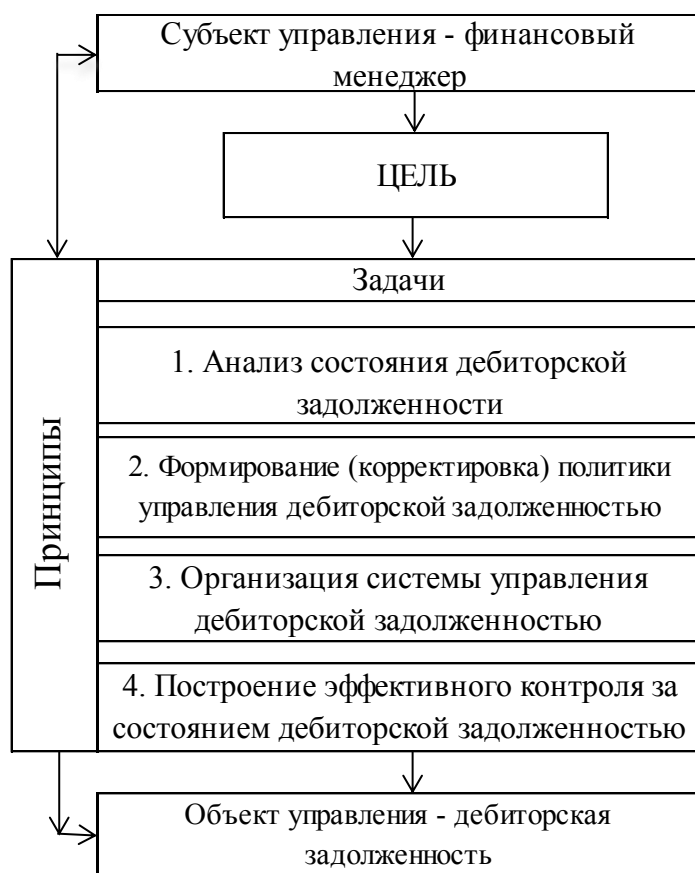 Субъект управления - финансовый
менеджер
ЦЕЛЬ
Принципы
Задачи
1. Анализ состояния дебиторской
задолженности
2. Формирование (корректировка) политики
управления дебиторской задолженностью
3. Организация системы управления
дебиторской задолженностью
4. Построение эффективного контроля за
состоянием дебиторской задолженностью
Объект управления - дебиторская
задолженность